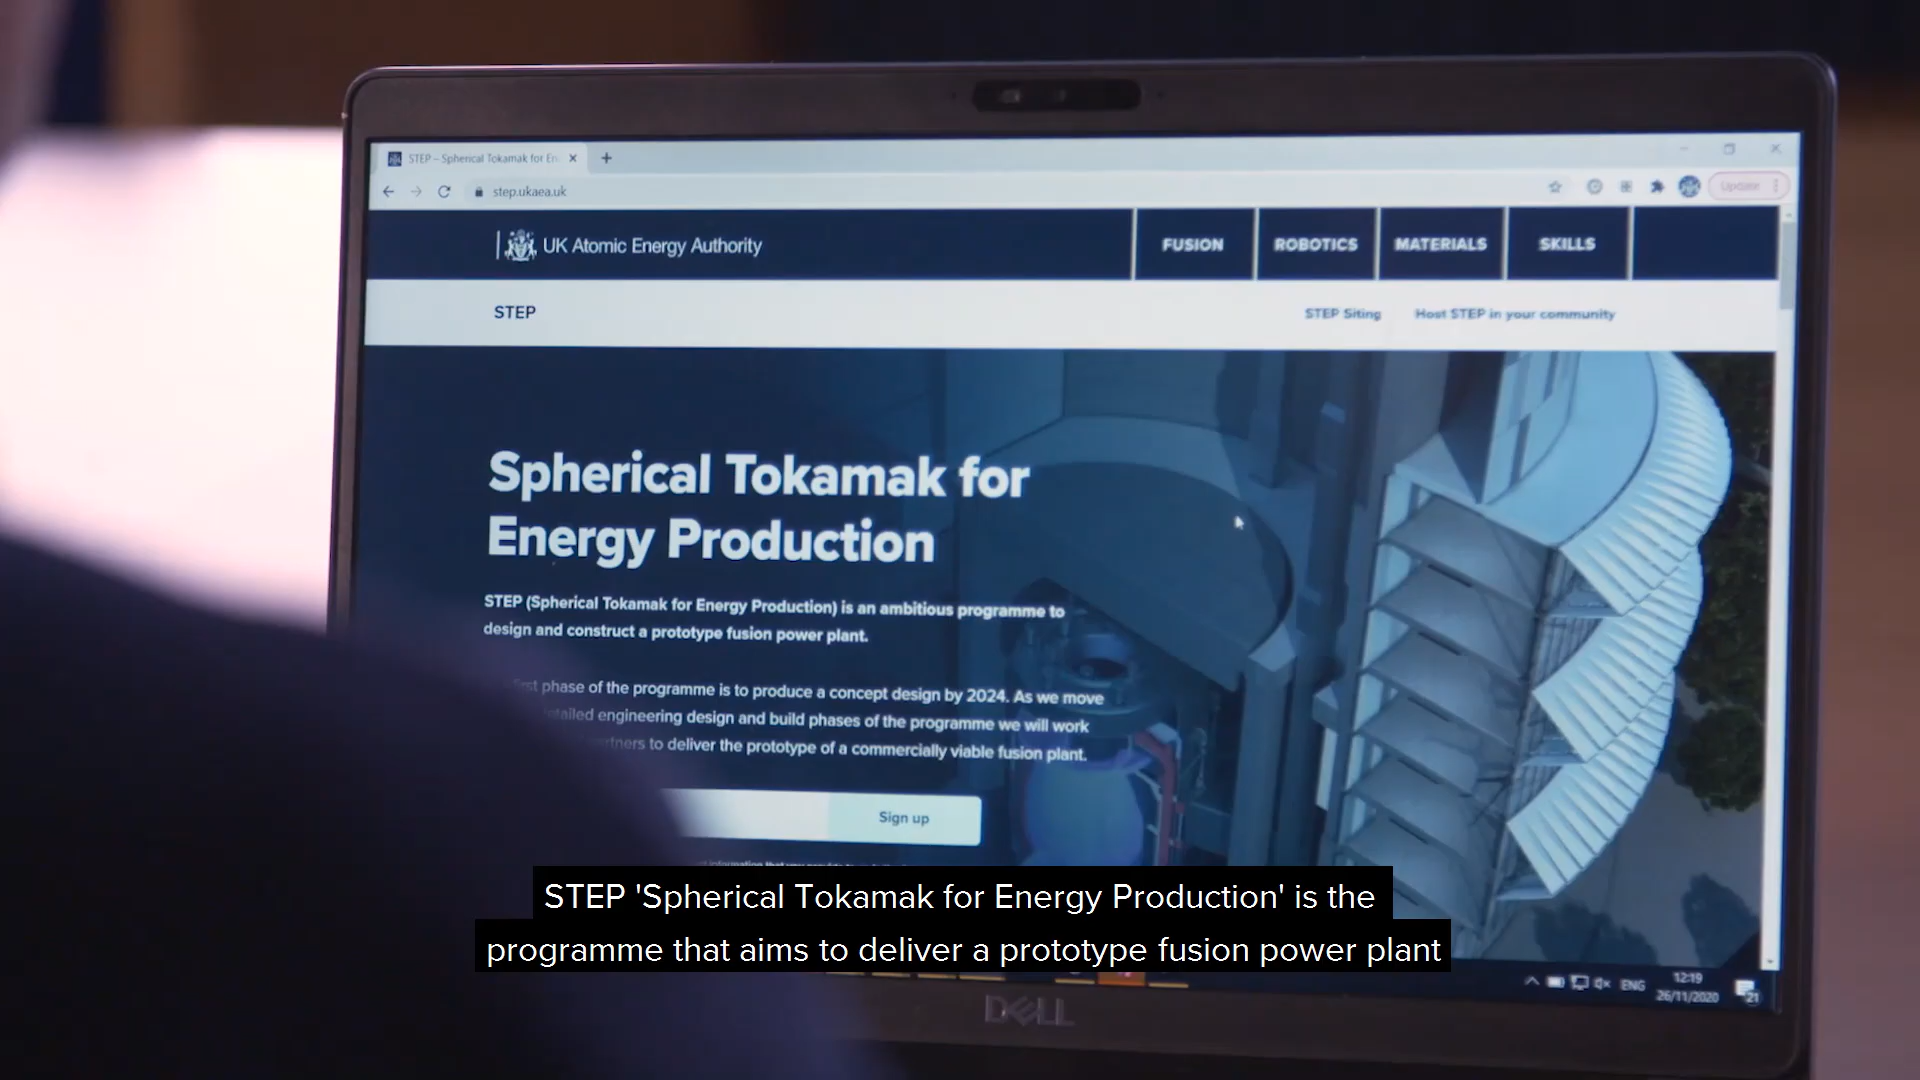 STEP – Spherical Tokamak for En
step.ukaea.uk
Update
UK Atomic Energy Authority
FUSION
ROBOTICS
MATERIALS
SKILLS
STEP
STEP Siting
Host STEP in your community
Spherical Tokamak for
Energy Production
STEP (Spherical Tokamak for Energy Production) is an ambitious programme to
design and construct a prototype fusion power plant.
phase of the programme is to produce a concept design by 2024. As we move
engineering design and build phases of the programme we will work
to deliver the prototype of a commercially viable fusion plant.
Sign up
STEP 'Spherical Tokamak for Energy Production' is the
programme that aims to deliver a prototype fusion power plant
ENG
12:19
26/11/2020
21
DELL